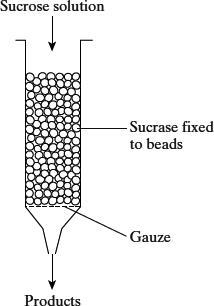 Sucrose solution
Sucrase fixed
to beads
Gauze
Products